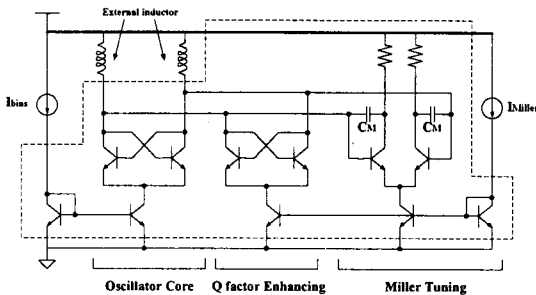 External inductor
Ibias
CM
CM
IMiller
Oscillator Core
Q factor Enhancing
Miller Tuning